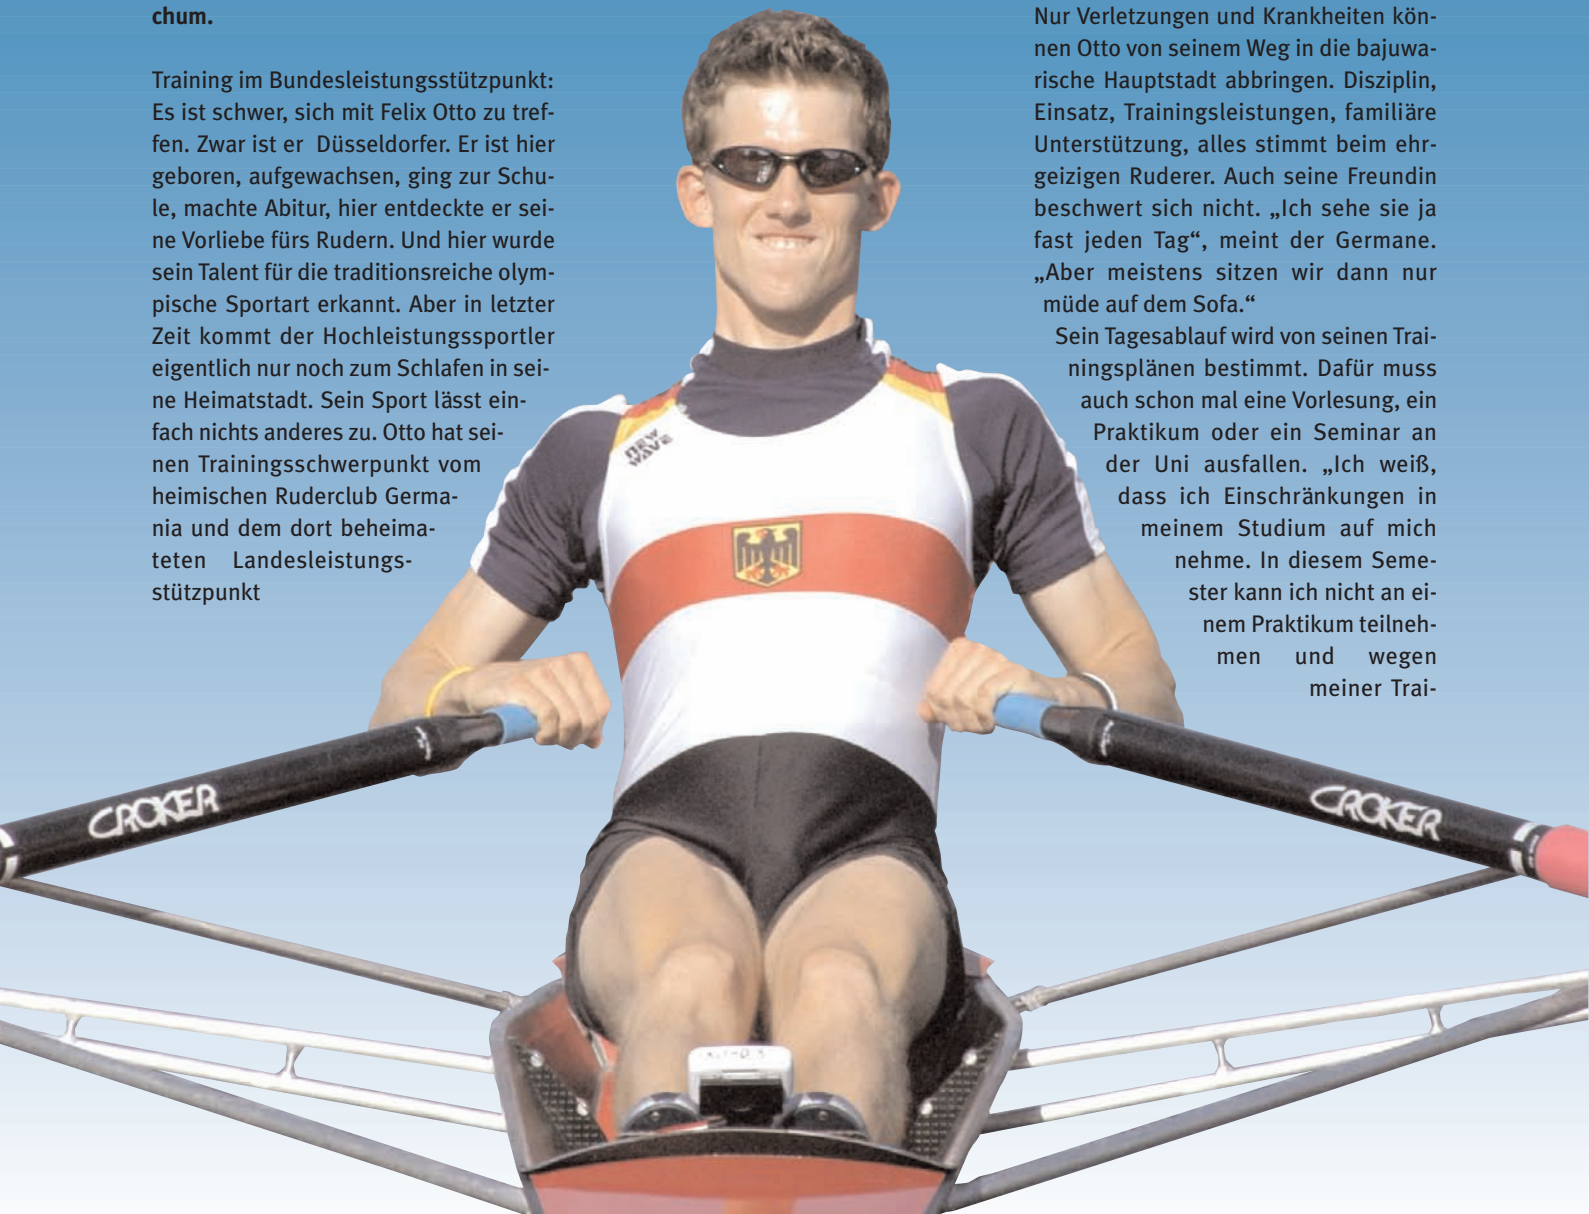 chum.
Training im Bundesleistungsstützpunkt:
Es ist schwer, sich mit Felix Otto zu tref-
fen. Zwar ist er Düsseldorfer. Er ist hier
geboren, aufgewachsen, ging zur Schu-
le, machte Abitur, hier entdeckte er sei-
ne Vorliebe fürs Rudern. Und hier wurde
sein Talent für die traditionsreiche olym-
pische Sportart erkannt. Aber in letzter
Zeit kommt der Hochleistungssportler
eigentlich nur noch zum Schlafen in sei-
ne Heimatstadt. Sein Sport lässt ein-
fach nichts anderes zu. Otto hat sei-
nen Trainingsschwerpunkt vom
heimischen Ruderclub Germa-
nia und dem dort beheima-
teten Landesleistungs-
stützpunkt
Nur Verletzungen und Krankheiten kön-
nen Otto von seinem Weg in die bajuwa-
rische Hauptstadt abbringen. Disziplin,
Einsatz, Trainingsleistungen, familiäre
Unterstützung, alles stimmt beim ehr-
geizigen Ruderer. Auch seine Freundin
beschwert sich nicht. „Ich sehe sie ja
fast jeden Tag“, meint der Germane.
„Aber meistens sitzen wir dann nur
müde auf dem Sofa.“
Sein Tagesablauf wird von seinen Trai-
ningsplänen bestimmt. Dafür muss
auch schon mal eine Vorlesung, ein
Praktikum oder ein Seminar an
der Uni ausfallen. „Ich weiß,
dass ich Einschränkungen in
meinem Studium auf mich
nehme. In diesem Seme-
ster kann ich nicht an ei-
nem Praktikum teilneh-
men und wegen
meiner Trai-
NEW
WAVE
CROKER
CROKER